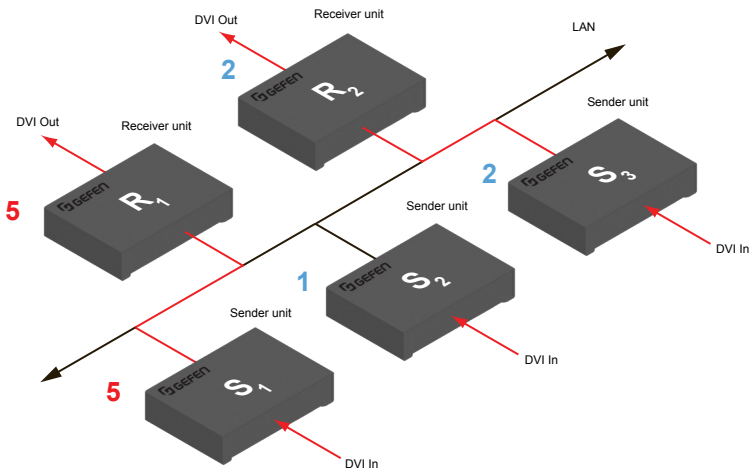 Receiver unit
DVI Out
LAN
2
GEFEN
R2
Sender unit
DVI Out
Receiver unit
2
GEFEN
S3
5
GEFEN
R1
Sender unit
DVI In
1
GEFEN
S2
Sender unit
DVI In
5
GEFEN
S1
DVI In